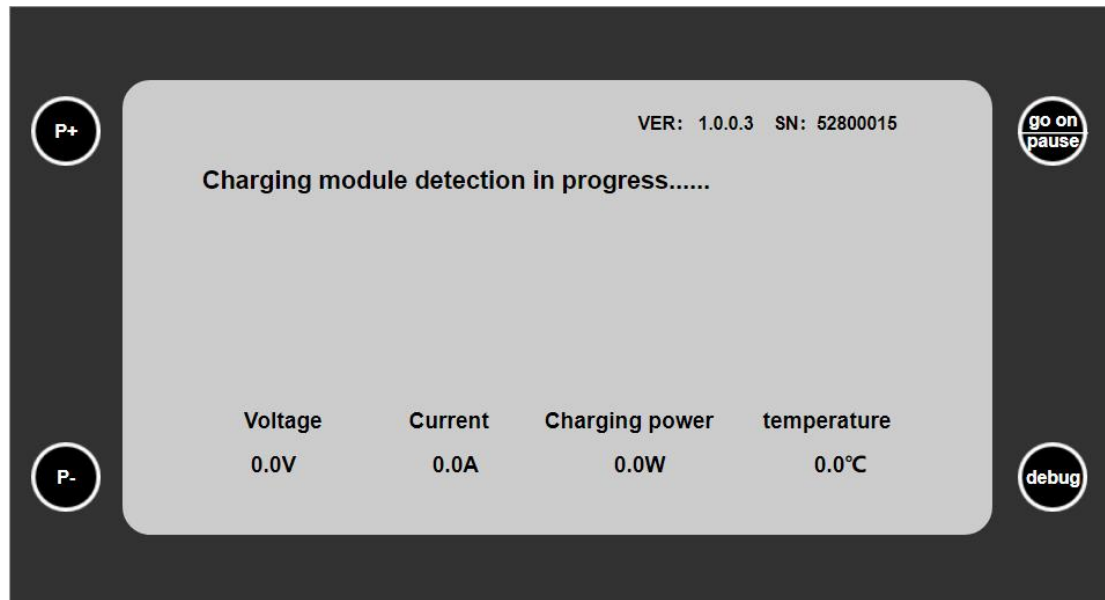 P+
VER: 1.0.0.3 SN: 52800015
go on
pause
Charging module detection in progress......
Voltage Current Charging power temperature
0.0V 0.0A 0.0W 0.0℃
P-
debug